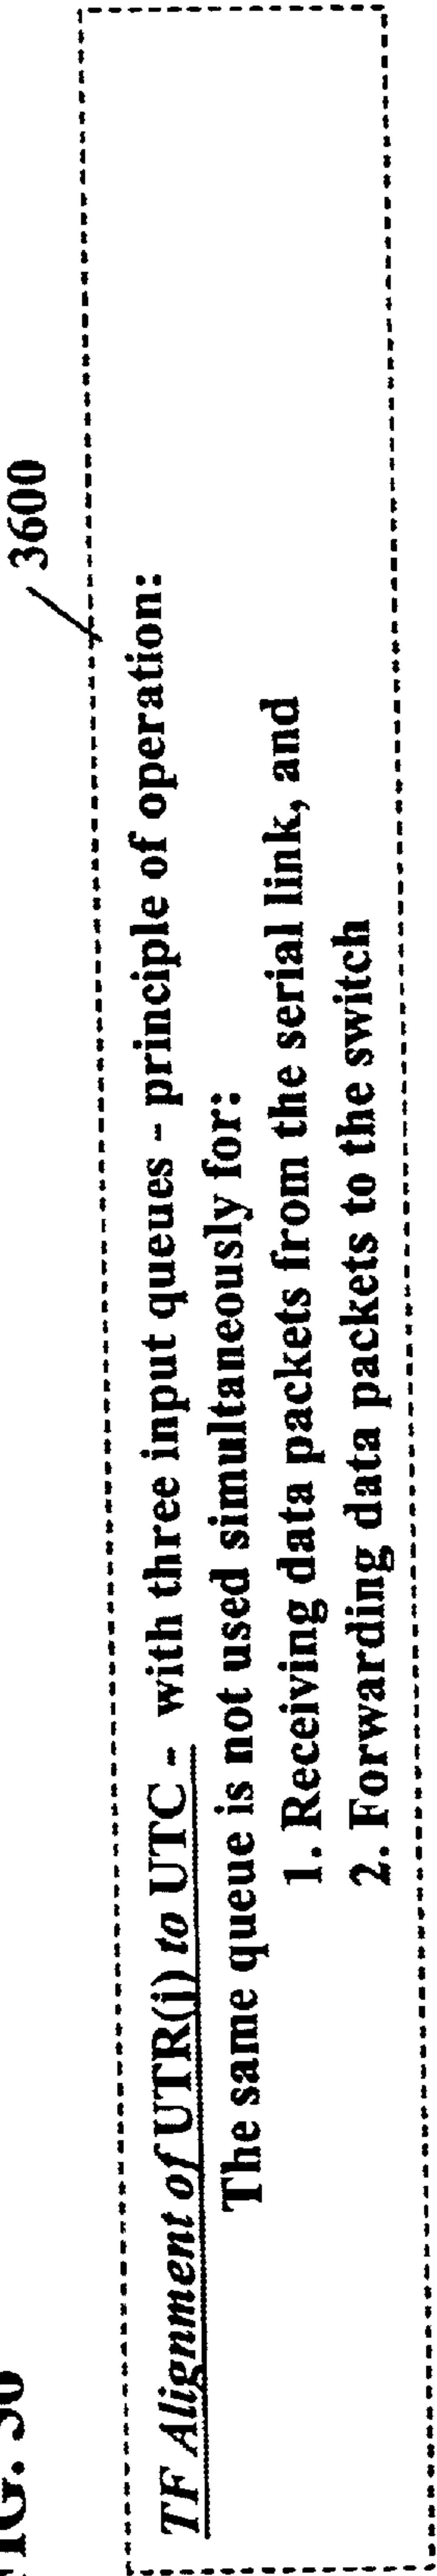 FIG.
3600
TF Alignment of UTR(j) to UTC - with three input queues - principle of operation:
The same queue is not used simultaneously for:
1. Receiving data packets from the serial link, and
2. Forwarding data packets to the switch